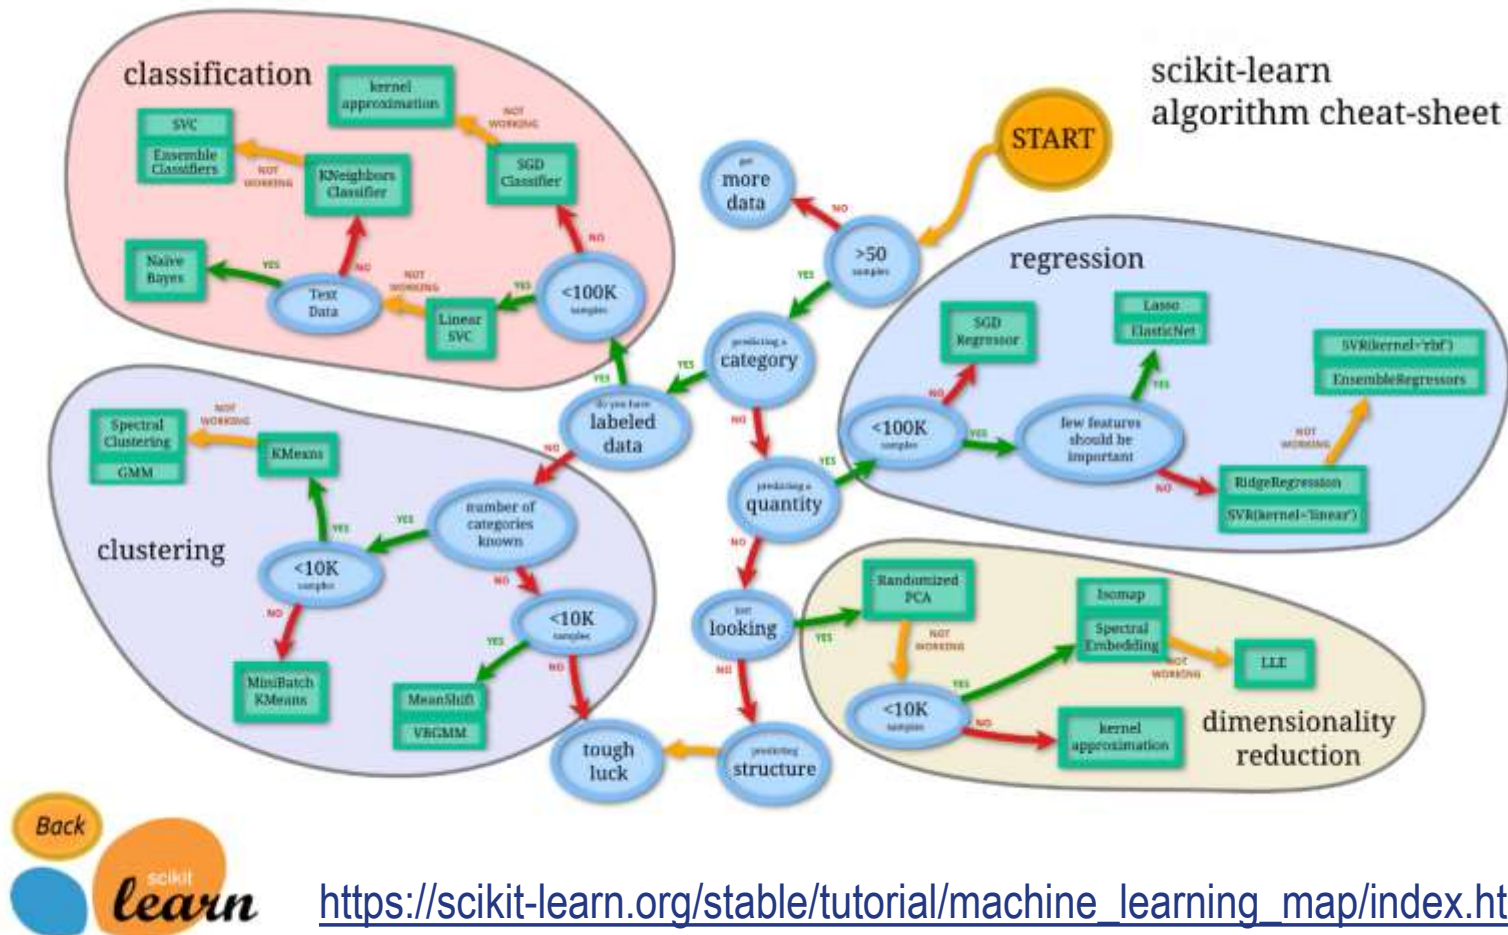 scikit-learn
algorithm cheat-sheet
START
get
more
data
NO
>50
samples
YES
predicting a
category
YES
NO
do you have
labeled
data
YES
NO
predicting a
quantity
YES
NO
just
looking
YES
NO
predicting
structure
tough
luck
classification
kernel
approximation
NOT
WORKING
SGD
Classifier
NO
<100K
samples
YES
Linear
SVC
NOT
WORKING
Text
Data
YES
NO
Naive
Bayes
KNeighbors
Classifier
NOT
WORKING
SVC
Ensemble
Classifiers
clustering
number of
categories
known
YES
NO
<10K
samples
YES
NO
KMeans
NOT
WORKING
Spectral
Clustering
GMM
MiniBatch
KMeans
<10K
samples
YES
NO
MeanShift
VBGMM
regression
<100K
samples
NO
YES
SGD
Regressor
few features
should be
important
YES
NO
Lasso
ElasticNet
RidgeRegression
SVR(kernel='linear')
NOT
WORKING
SVR(kernel='rbf')
EnsembleRegressors
dimensionality
reduction
Randomized
PCA
NOT
WORKING
<10K
samples
YES
NO
Isomap
Spectral
Embedding
NOT
WORKING
LLE
kernel
approximation
Back
scikit
learn
https://scikit-learn.org/stable/tutorial/machine_learning_map/index.ht